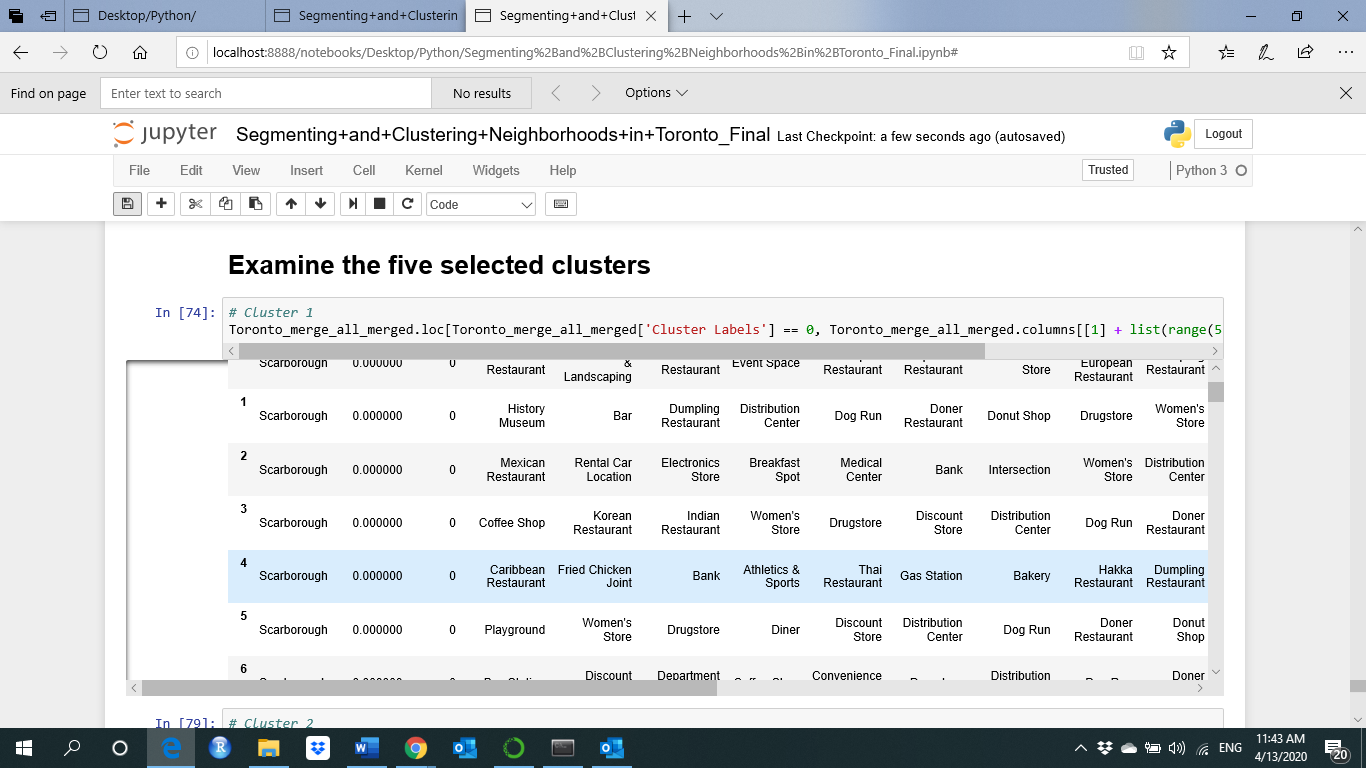 Desktop/Python/
Segmenting+and+Clusterin
Segmenting+and+Clust
localhost:8888/notebooks/Desktop/Python/Segmenting%2Band%2BClustering%2BNeighborhoods%2Bin%2BToronto_Final.ipynb#
Find on page
Enter text to search
No results
Options
jupyter
Segmenting+and+Clustering+Neighborhoods+in+Toronto_Final
Last Checkpoint: a few seconds ago (autosaved)
Logout
File Edit View Insert Cell Kernel Widgets Help
Trusted
Python 3
Code
Examine the five selected clusters
In [74]:
# Cluster 1
Toronto_merge_all_merged.loc[Toronto_merge_all_merged['Cluster Labels'] == 0, Toronto_merge_all_merged.columns[[1] + list(range(5
Scarborough 0.000000 0 Restaurant & Landscaping Restaurant Event Space Restaurant Restaurant Store European Restaurant Restaurant
1 Scarborough 0.000000 0 History Museum Bar Dumpling Restaurant Distribution Center Dog Run Doner Restaurant Donut Shop Drugstore Women's Store
2 Scarborough 0.000000 0 Mexican Restaurant Rental Car Location Electronics Store Breakfast Spot Medical Center Bank Intersection Women's Store Distribution Center
3 Scarborough 0.000000 0 Coffee Shop Korean Restaurant Indian Restaurant Women's Store Drugstore Discount Store Distribution Center Dog Run Doner Restaurant
4 Scarborough 0.000000 0 Caribbean Restaurant Fried Chicken Joint Bank Athletics & Sports Thai Restaurant Gas Station Bakery Hakka Restaurant Dumpling Restaurant
5 Scarborough 0.000000 0 Playground Women's Store Drugstore Diner Discount Store Distribution Center Dog Run Doner Restaurant Donut Shop
6 Discount Department Convenience Distribution Doner
In [79]:
# Cluster 2
ENG
11:43 AM
4/13/2020
20